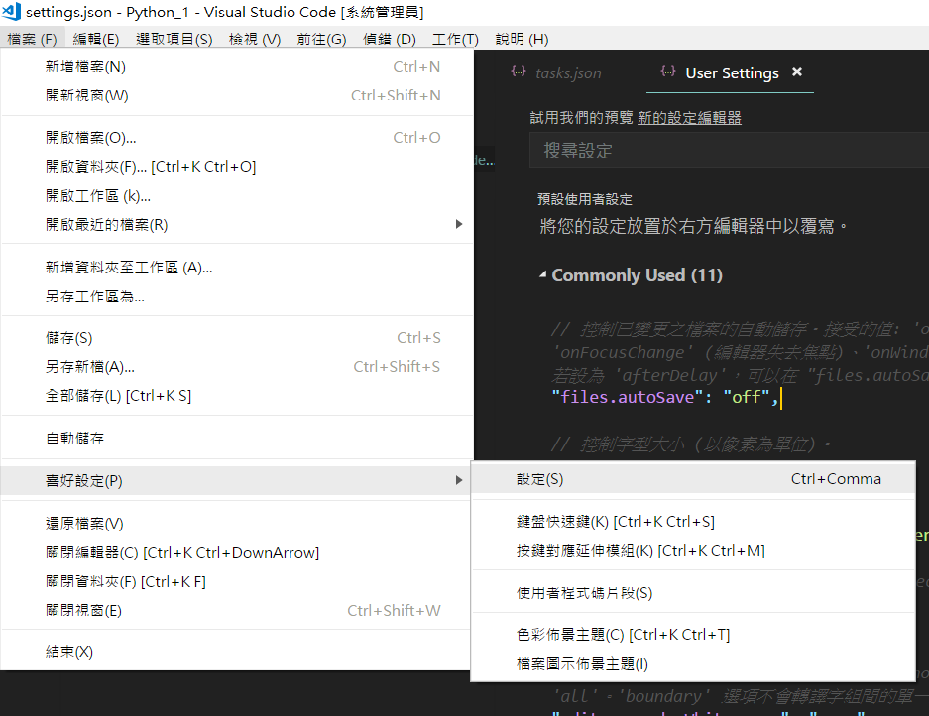 settings.json - Python_1 - Visual Studio Code [系統管理員]
檔案 (F) 編輯(E) 選取項目(S) 檢視 (V) 前往(G) 偵錯 (D) 工作(T) 說明 (H)
新增檔案(N) Ctrl+N
開新視窗(W) Ctrl+Shift+N
開啟檔案(O)... Ctrl+O
開啟資料夾(F)... [Ctrl+K Ctrl+O]
開啟工作區 (k)...
開啟最近的檔案(R)
新增資料夾至工作區 (A)...
另存工作區為...
儲存(S) Ctrl+S
另存新檔(A)... Ctrl+Shift+S
全部儲存(L) [Ctrl+K S]
自動儲存
喜好設定(P)
還原檔案(V)
關閉編輯器(C) [Ctrl+K Ctrl+DownArrow]
關閉資料夾(F) [Ctrl+K F]
關閉視窗(E) Ctrl+Shift+W
結束(X)
設定(S) Ctrl+Comma
鍵盤快速鍵(K) [Ctrl+K Ctrl+S]
按鍵對應延伸模組(K) [Ctrl+K Ctrl+M]
使用者程式碼片段(S)
色彩佈景主題(C) [Ctrl+K Ctrl+T]
檔案圖示佈景主題(I)
{··} tasks.json {··} User Settings ×
試用我們的預覽 新的設定編輯器
de...
搜尋設定
預設使用者設定
將您的設定放置於右方編輯器中以覆寫。
Commonly Used (11)
// 控制已變更之檔案的自動儲存。接受的值: 'o
'onFocusChange' (編輯器失去焦點)、'onWind
若設為 'afterDelay'，可以在 "files.autoSa
"files.autoSave": "off",
// 控制字型大小 (以像素為單位)。
er
ec
no
'all'。'boundary' 選項不會轉譯字組間的單一